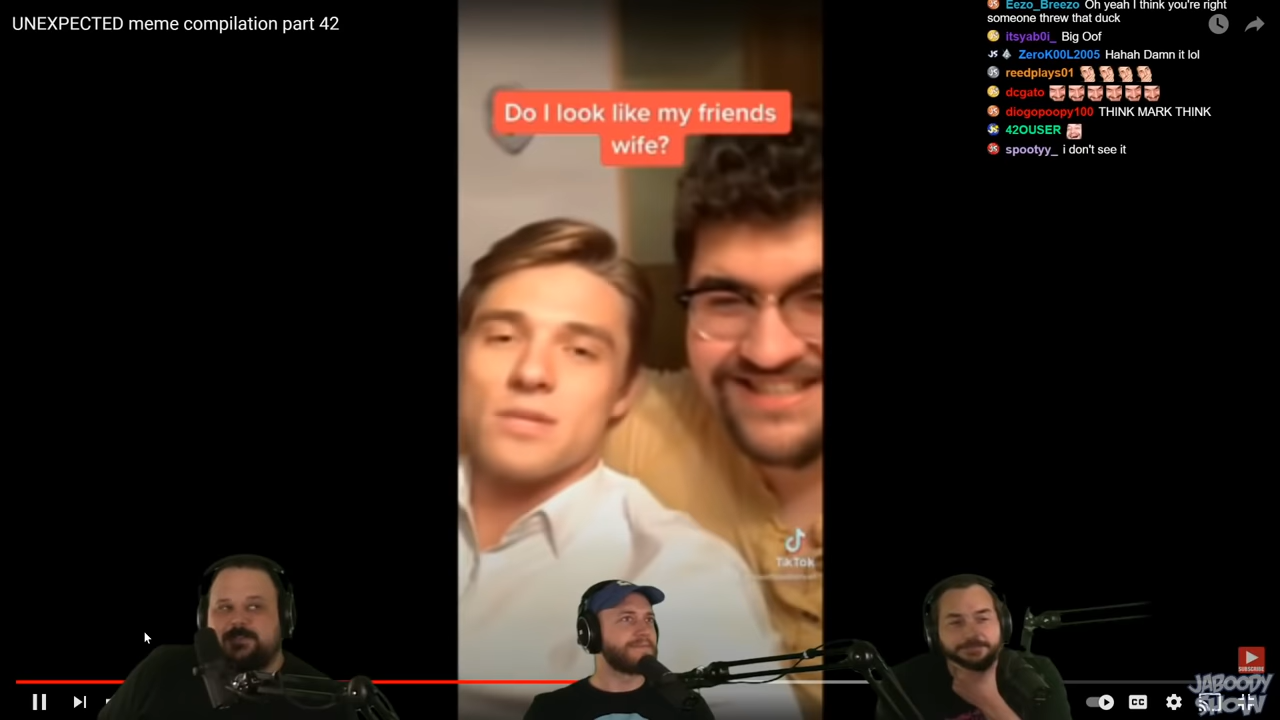 UNEXPECTED meme compilation part 42
Eezo_Breezo Oh yeah I think you're right
someone threw that duck
itsyab0i_ Big Oof
ZeroK00L2005 Hahah Damn it lol
reedplays01
dcgato
diogopoopy100 THINK MARK THINK
42OUSER
spootyy_ i don't see it
Do I look like my friends
wife?
TikTok
SUBSCRIBE
JABOODY
SHOW
CC